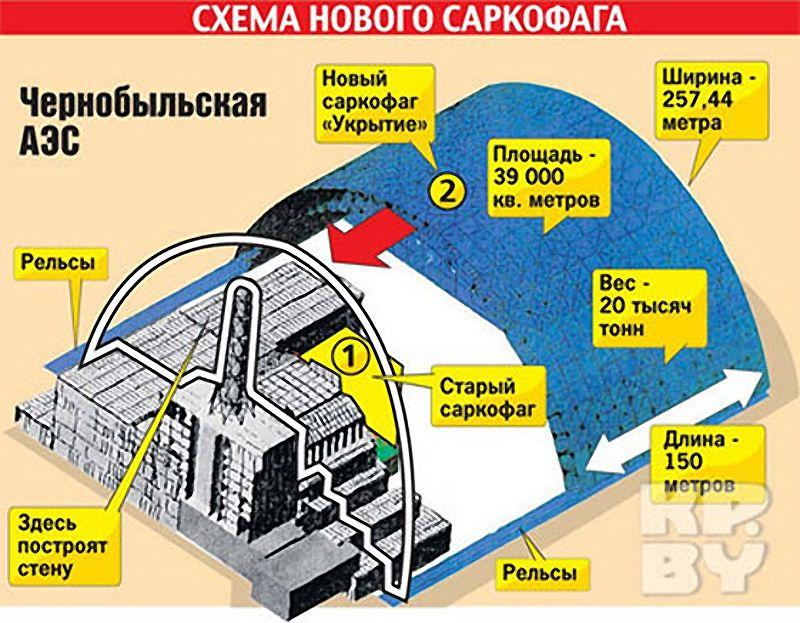 СХЕМА НОВОГО САРКОФАГА
Чернобыльская
АЭС
Новый
саркофаг
«Укрытие»
Ширина -
257,44
метра
2
Площадь -
39 000
кв. метров
Рельсы
Вес -
20 тысяч
тонн
1
Старый
саркофаг
Длина -
150
метров
Здесь
построят
стену
Рельсы
KP.
BY